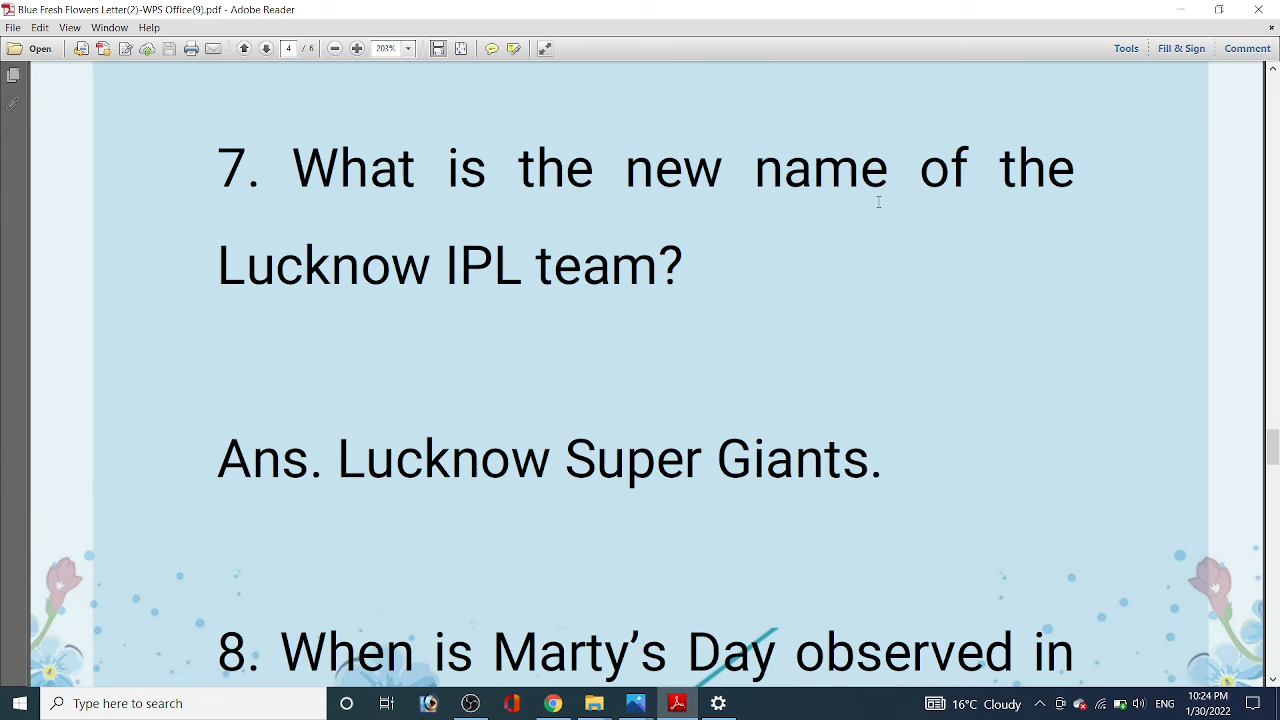 Blue Fresh Flowers Letter(2)-WPS Office(9).pdf - Adobe Reader
File Edit View Window Help
Open 4 / 6 203% Tools Fill & Sign Comment
7. What is the new name of the
Lucknow IPL team?
Ans. Lucknow Super Giants.
8. When is Marty’s Day observed in
Type here to search 16°C Cloudy ENG 10:24 PM
1/30/2022